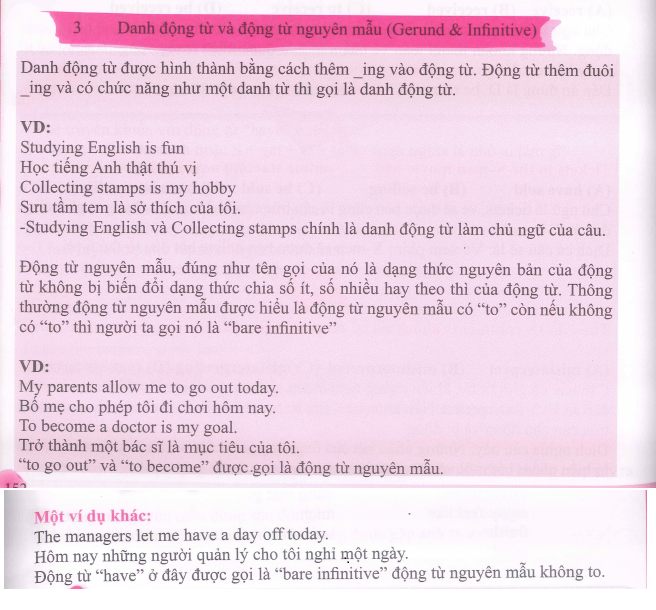 3 Danh động từ và động từ nguyên mẫu (Gerund & Infinitive)
Danh động từ được hình thành bằng cách thêm _ing vào động từ. Động từ thêm đuôi
_ing và có chức năng như một danh từ thì gọi là danh động từ.
VD:
Studying English is fun
Học tiếng Anh thật thú vị
Collecting stamps is my hobby
Sưu tầm tem là sở thích của tôi.
-Studying English và Collecting stamps chính là danh động từ làm chủ ngữ của câu.
Động từ nguyên mẫu, đúng như tên gọi của nó là dạng thức nguyên bản của động
từ không bị biến đổi dạng thức chia số ít, số nhiều hay theo thì của động từ. Thông
thường động từ nguyên mẫu được hiểu là động từ nguyên mẫu có “to” còn nếu không
có “to” thì người ta gọi nó là “bare infinitive”
VD:
My parents allow me to go out today.
Bố mẹ cho phép tôi đi chơi hôm nay.
To become a doctor is my goal.
Trở thành một bác sĩ là mục tiêu của tôi.
“to go out” và “to become” được gọi là động từ nguyên mẫu.
Một ví dụ khác:
The managers let me have a day off today.
Hôm nay những người quản lý cho tôi nghỉ một ngày.
Động từ “have” ở đây được gọi là “bare infinitive” động từ nguyên mẫu không to.